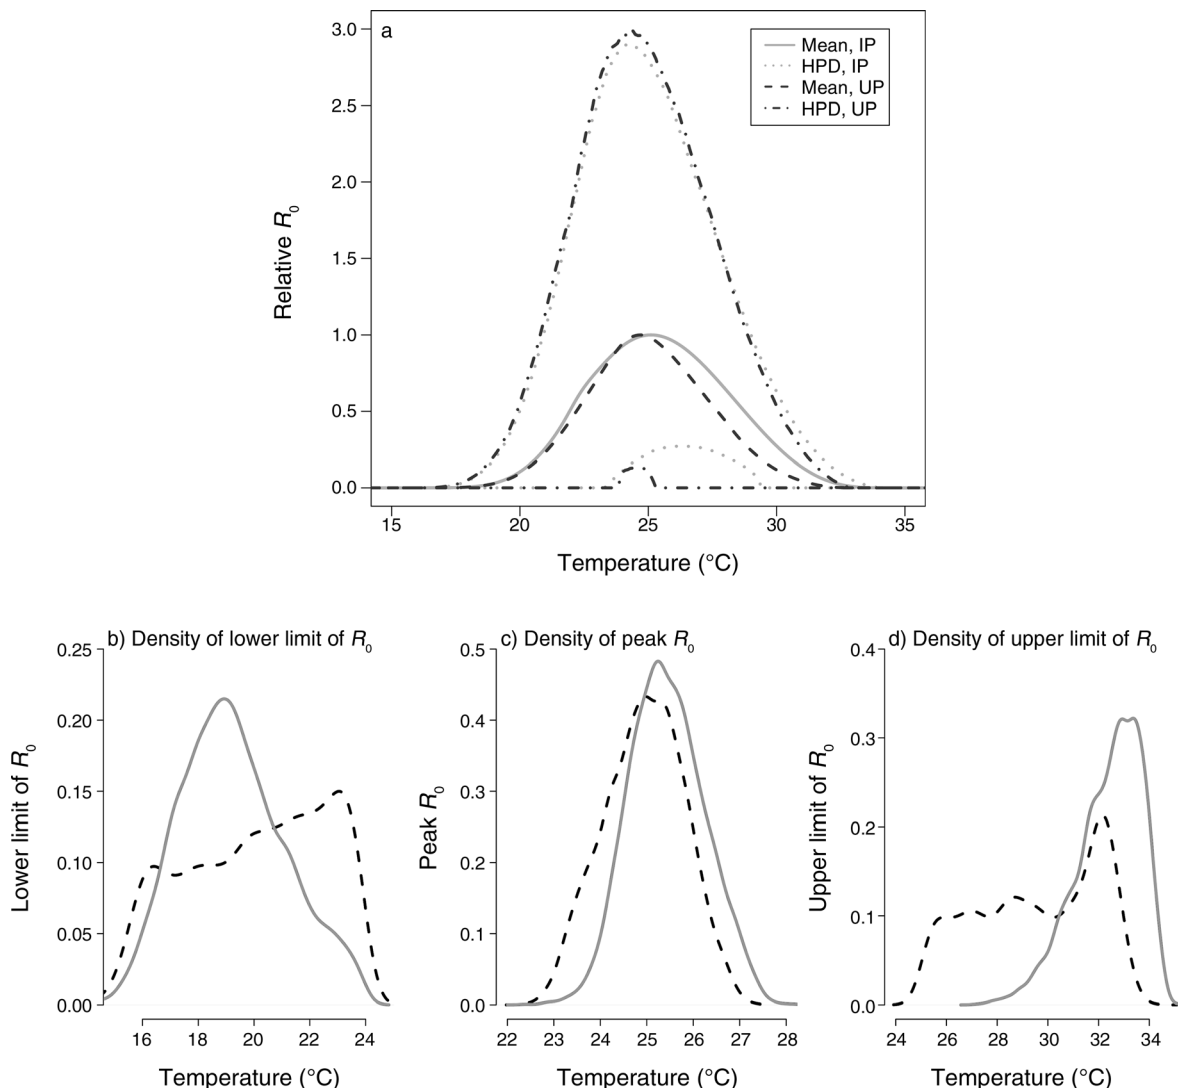 a
3.0
2.5
2.0
1.5
1.0
0.5
0.0
Relative R0
Mean, IP
HPD, IP
Mean, UP
HPD, UP
15 20 25 30 35
Temperature (°C)
b) Density of lower limit of R0
0.25
0.20
0.15
0.10
0.05
0.00
Lower limit of R0
16 18 20 22 24
Temperature (°C)
c) Density of peak R0
0.5
0.4
0.3
0.2
0.1
0.0
Peak R0
22 23 24 25 26 27 28
Temperature (°C)
d) Density of upper limit of R0
0.4
0.3
0.2
0.1
0.0
Upper limit of R0
24 26 28 30 32 34
Temperature (°C)